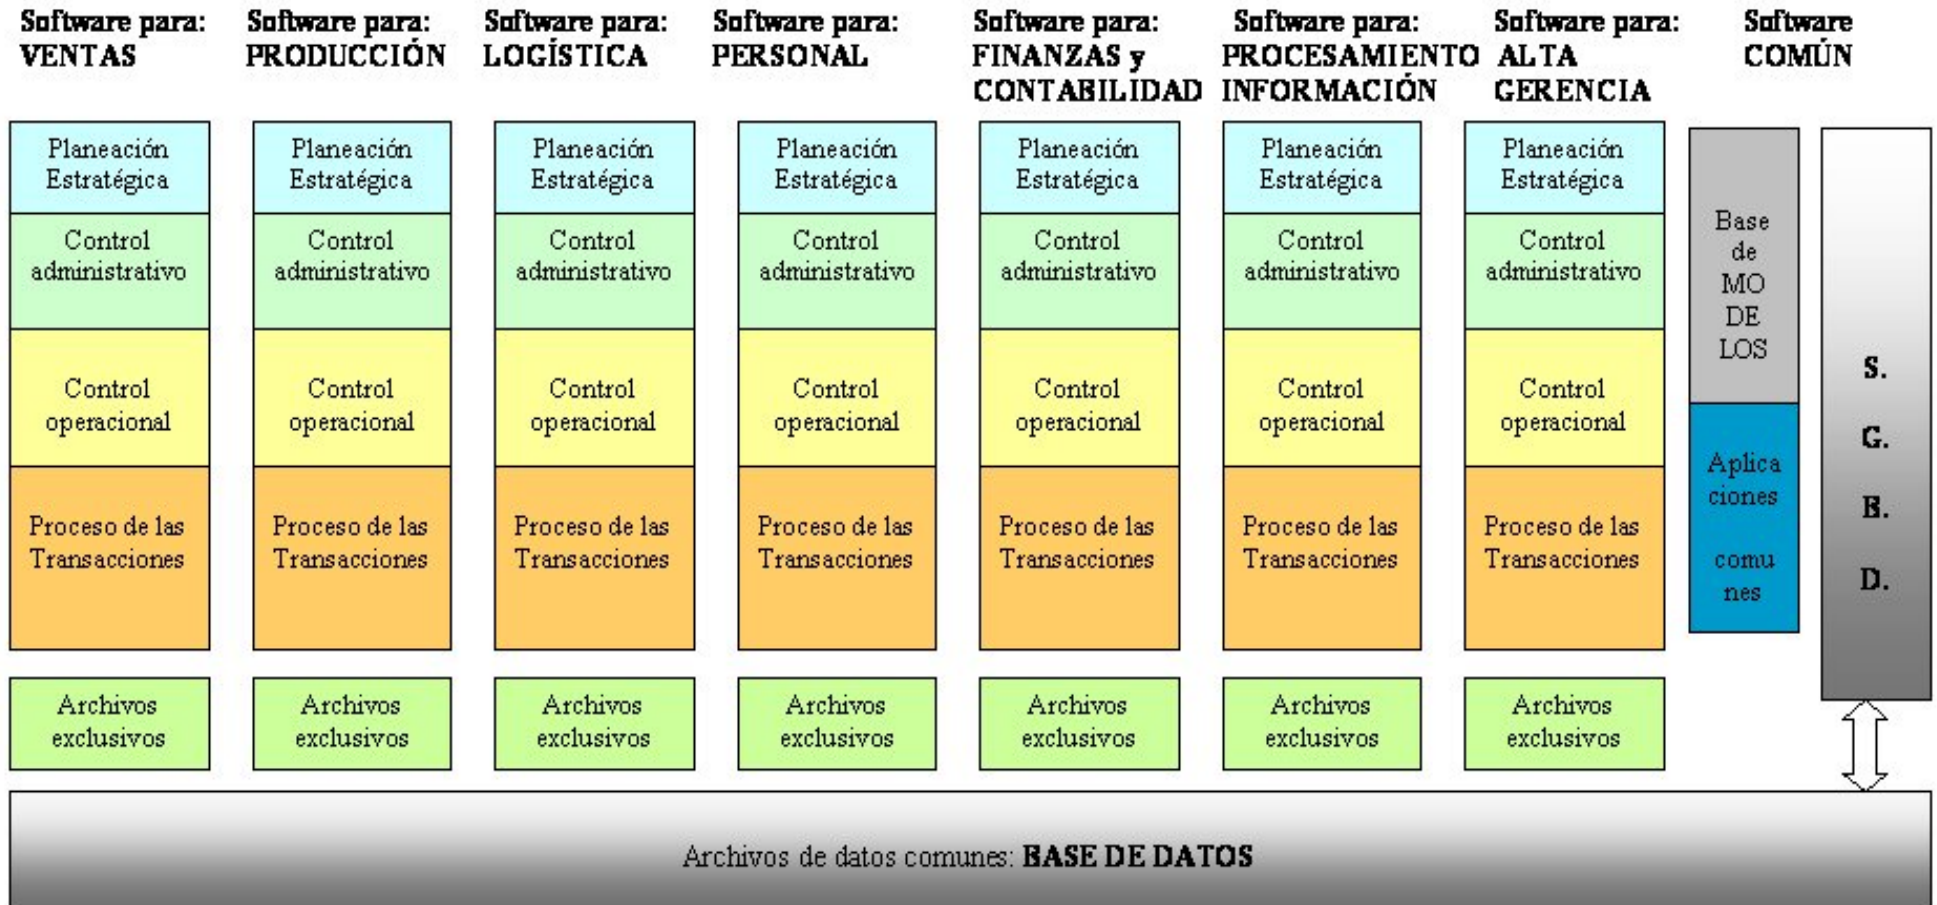 Software para:
VENTAS
Software para:
PRODUCCIÓN
Software para:
LOGÍSTICA
Software para:
PERSONAL
Software para:
FINANZAS y
CONTABILIDAD
Software para:
PROCESAMIENTO
INFORMACIÓN
Software para:
ALTA
GERENCIA
Software
COMÚN
Planeación
Estratégica
Control
administrativo
Control
operacional
Proceso de las
Transacciones
Archivos
exclusivos
Planeación
Estratégica
Control
administrativo
Control
operacional
Proceso de las
Transacciones
Archivos
exclusivos
Planeación
Estratégica
Control
administrativo
Control
operacional
Proceso de las
Transacciones
Archivos
exclusivos
Planeación
Estratégica
Control
administrativo
Control
operacional
Proceso de las
Transacciones
Archivos
exclusivos
Planeación
Estratégica
Control
administrativo
Control
operacional
Proceso de las
Transacciones
Archivos
exclusivos
Planeación
Estratégica
Control
administrativo
Control
operacional
Proceso de las
Transacciones
Archivos
exclusivos
Planeación
Estratégica
Control
administrativo
Control
operacional
Proceso de las
Transacciones
Archivos
exclusivos
Base
de
MO
DE
LOS
Aplica
ciones
comu
nes
S.
G.
B.
D.
Archivos de datos comunes: BASE DE DATOS